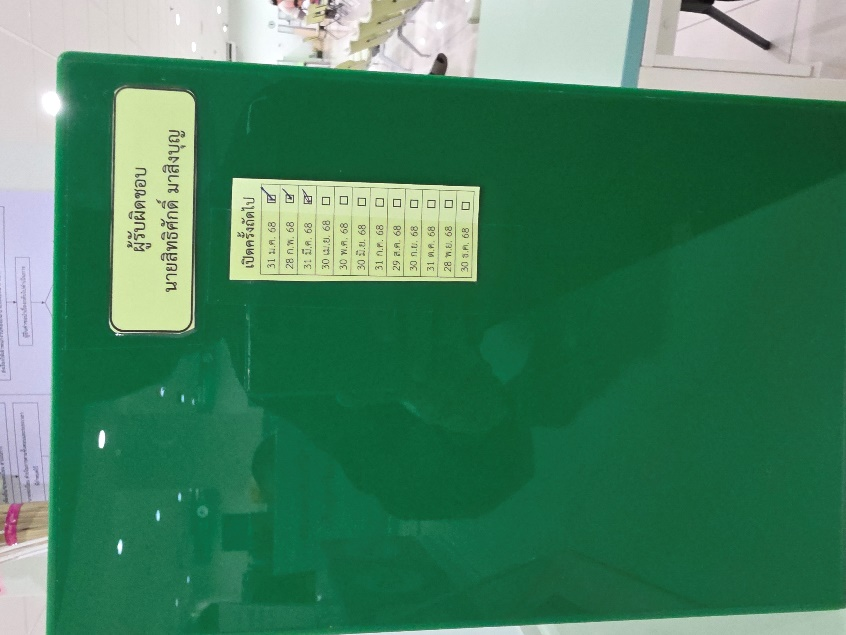 ผู้รับผิดชอบ
นายสิทธิศักดิ์ มาสิงบุญ
เปิดครั้งถัดไป
31 ม.ค. 68 ☑
28 ก.พ. 68 ☑
31 มี.ค. 68 ☑
30 เม.ย. 68 ☐
30 พ.ค. 68 ☐
30 มิ.ย. 68 ☐
31 ก.ค. 68 ☐
29 ส.ค. 68 ☐
30 ก.ย. 68 ☐
31 ต.ค. 68 ☐
28 พ.ย. 68 ☐
30 ธ.ค. 68 ☐